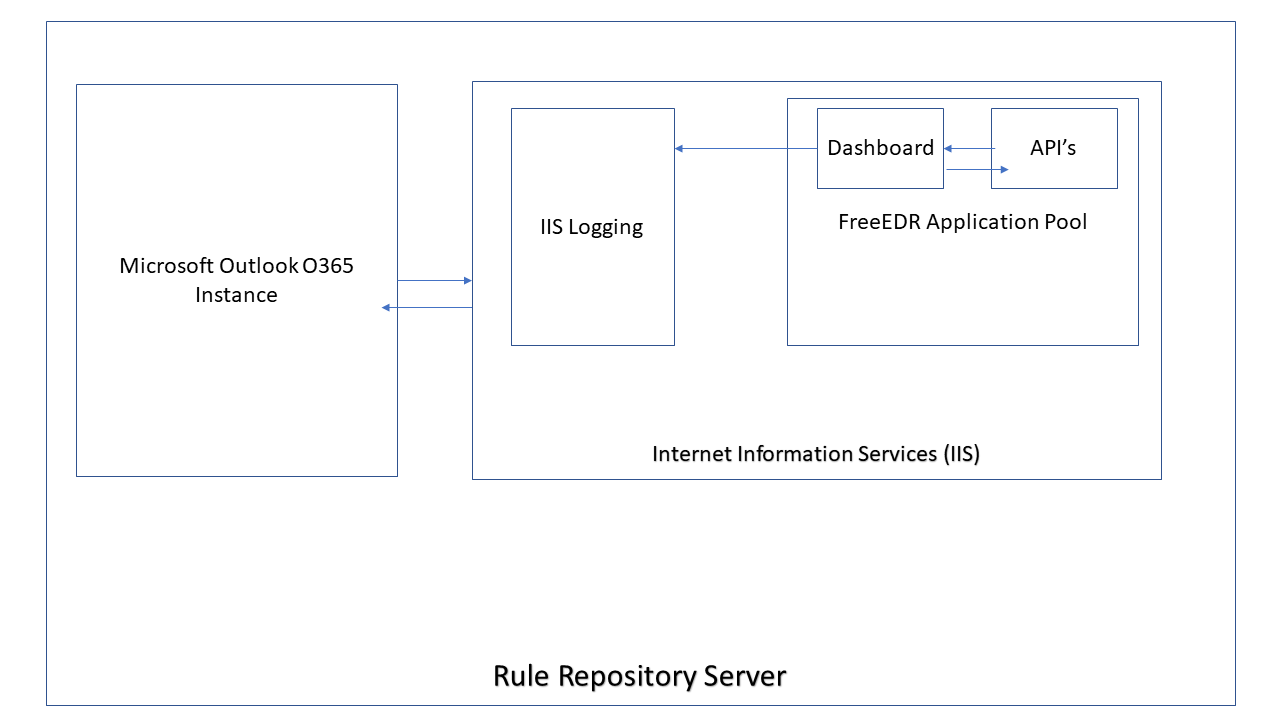 Dashboard
API's
FreeEDR Application Pool
IIS Logging
Microsoft Outlook O365
Instance
Internet Information Services (IIS)
Rule Repository Server